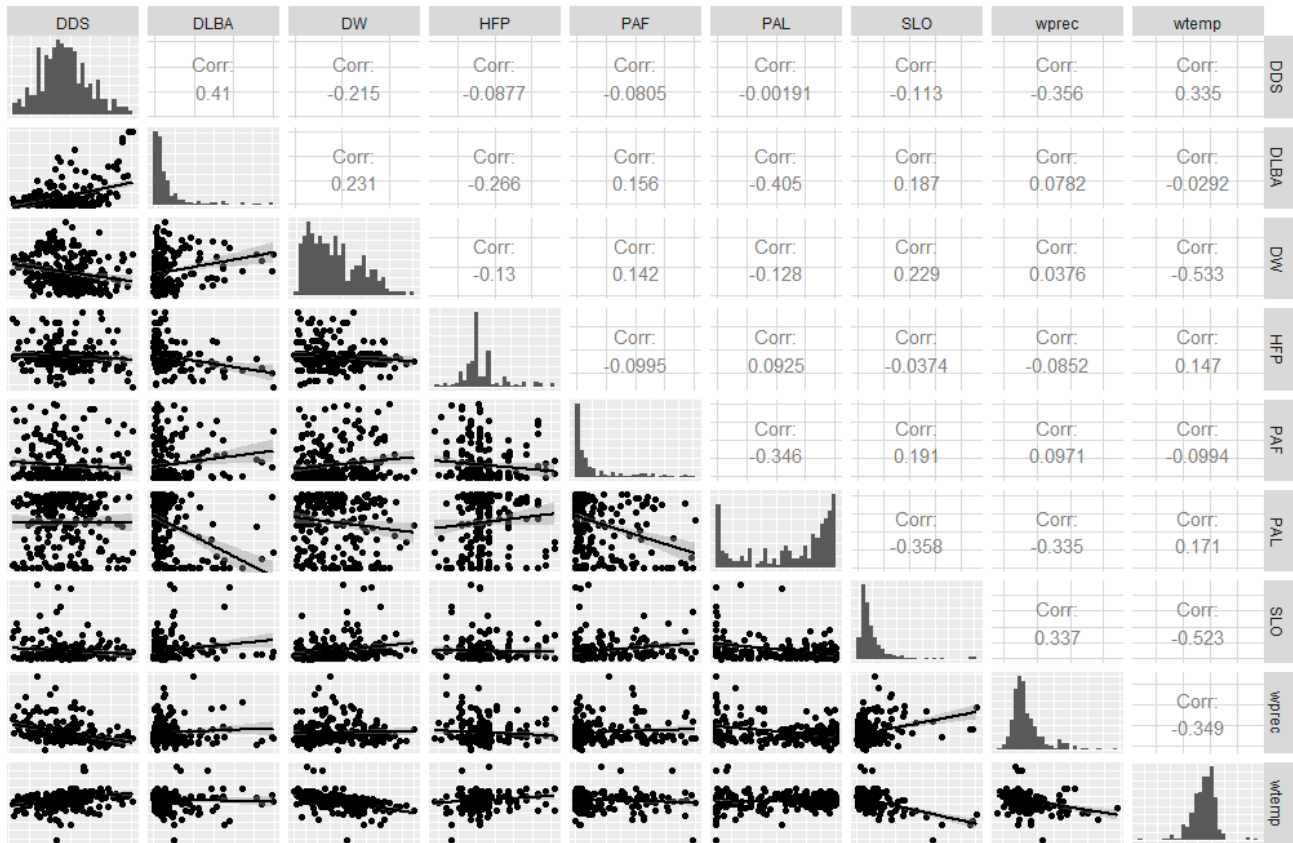 DDS DLBA DW HFP PAF PAL SLO wprec wtemp
Corr: Corr: Corr: Corr: Corr: Corr: Corr: Corr:
0.41 -0.215 -0.0877 -0.0805 -0.00191 -0.113 -0.356 0.335
DDS
Corr: Corr: Corr: Corr: Corr: Corr: Corr:
0.231 -0.266 0.156 -0.405 0.187 0.0782 -0.0292
DLBA
Corr: Corr: Corr: Corr: Corr: Corr:
-0.13 0.142 -0.128 0.229 0.0376 -0.533
DW
Corr: Corr: Corr: Corr: Corr:
-0.0995 0.0925 -0.0374 -0.0852 0.147
HFP
Corr: Corr: Corr: Corr:
-0.346 0.191 0.0971 -0.0994
PAF
Corr: Corr: Corr:
-0.358 -0.335 0.171
PAL
Corr: Corr:
0.337 -0.523
SLO
Corr:
-0.349
wprec
wtemp